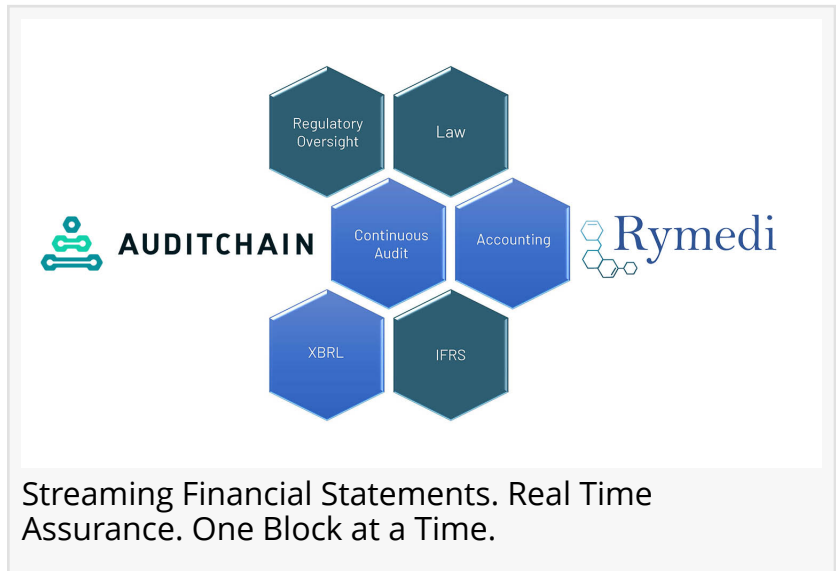 Regulatory
Oversight
Law
AUDITCHAIN
Continuous
Audit
Accounting
Rymedi
XBRL
IFRS
Streaming Financial Statements. Real Time
Assurance. One Block at a Time.